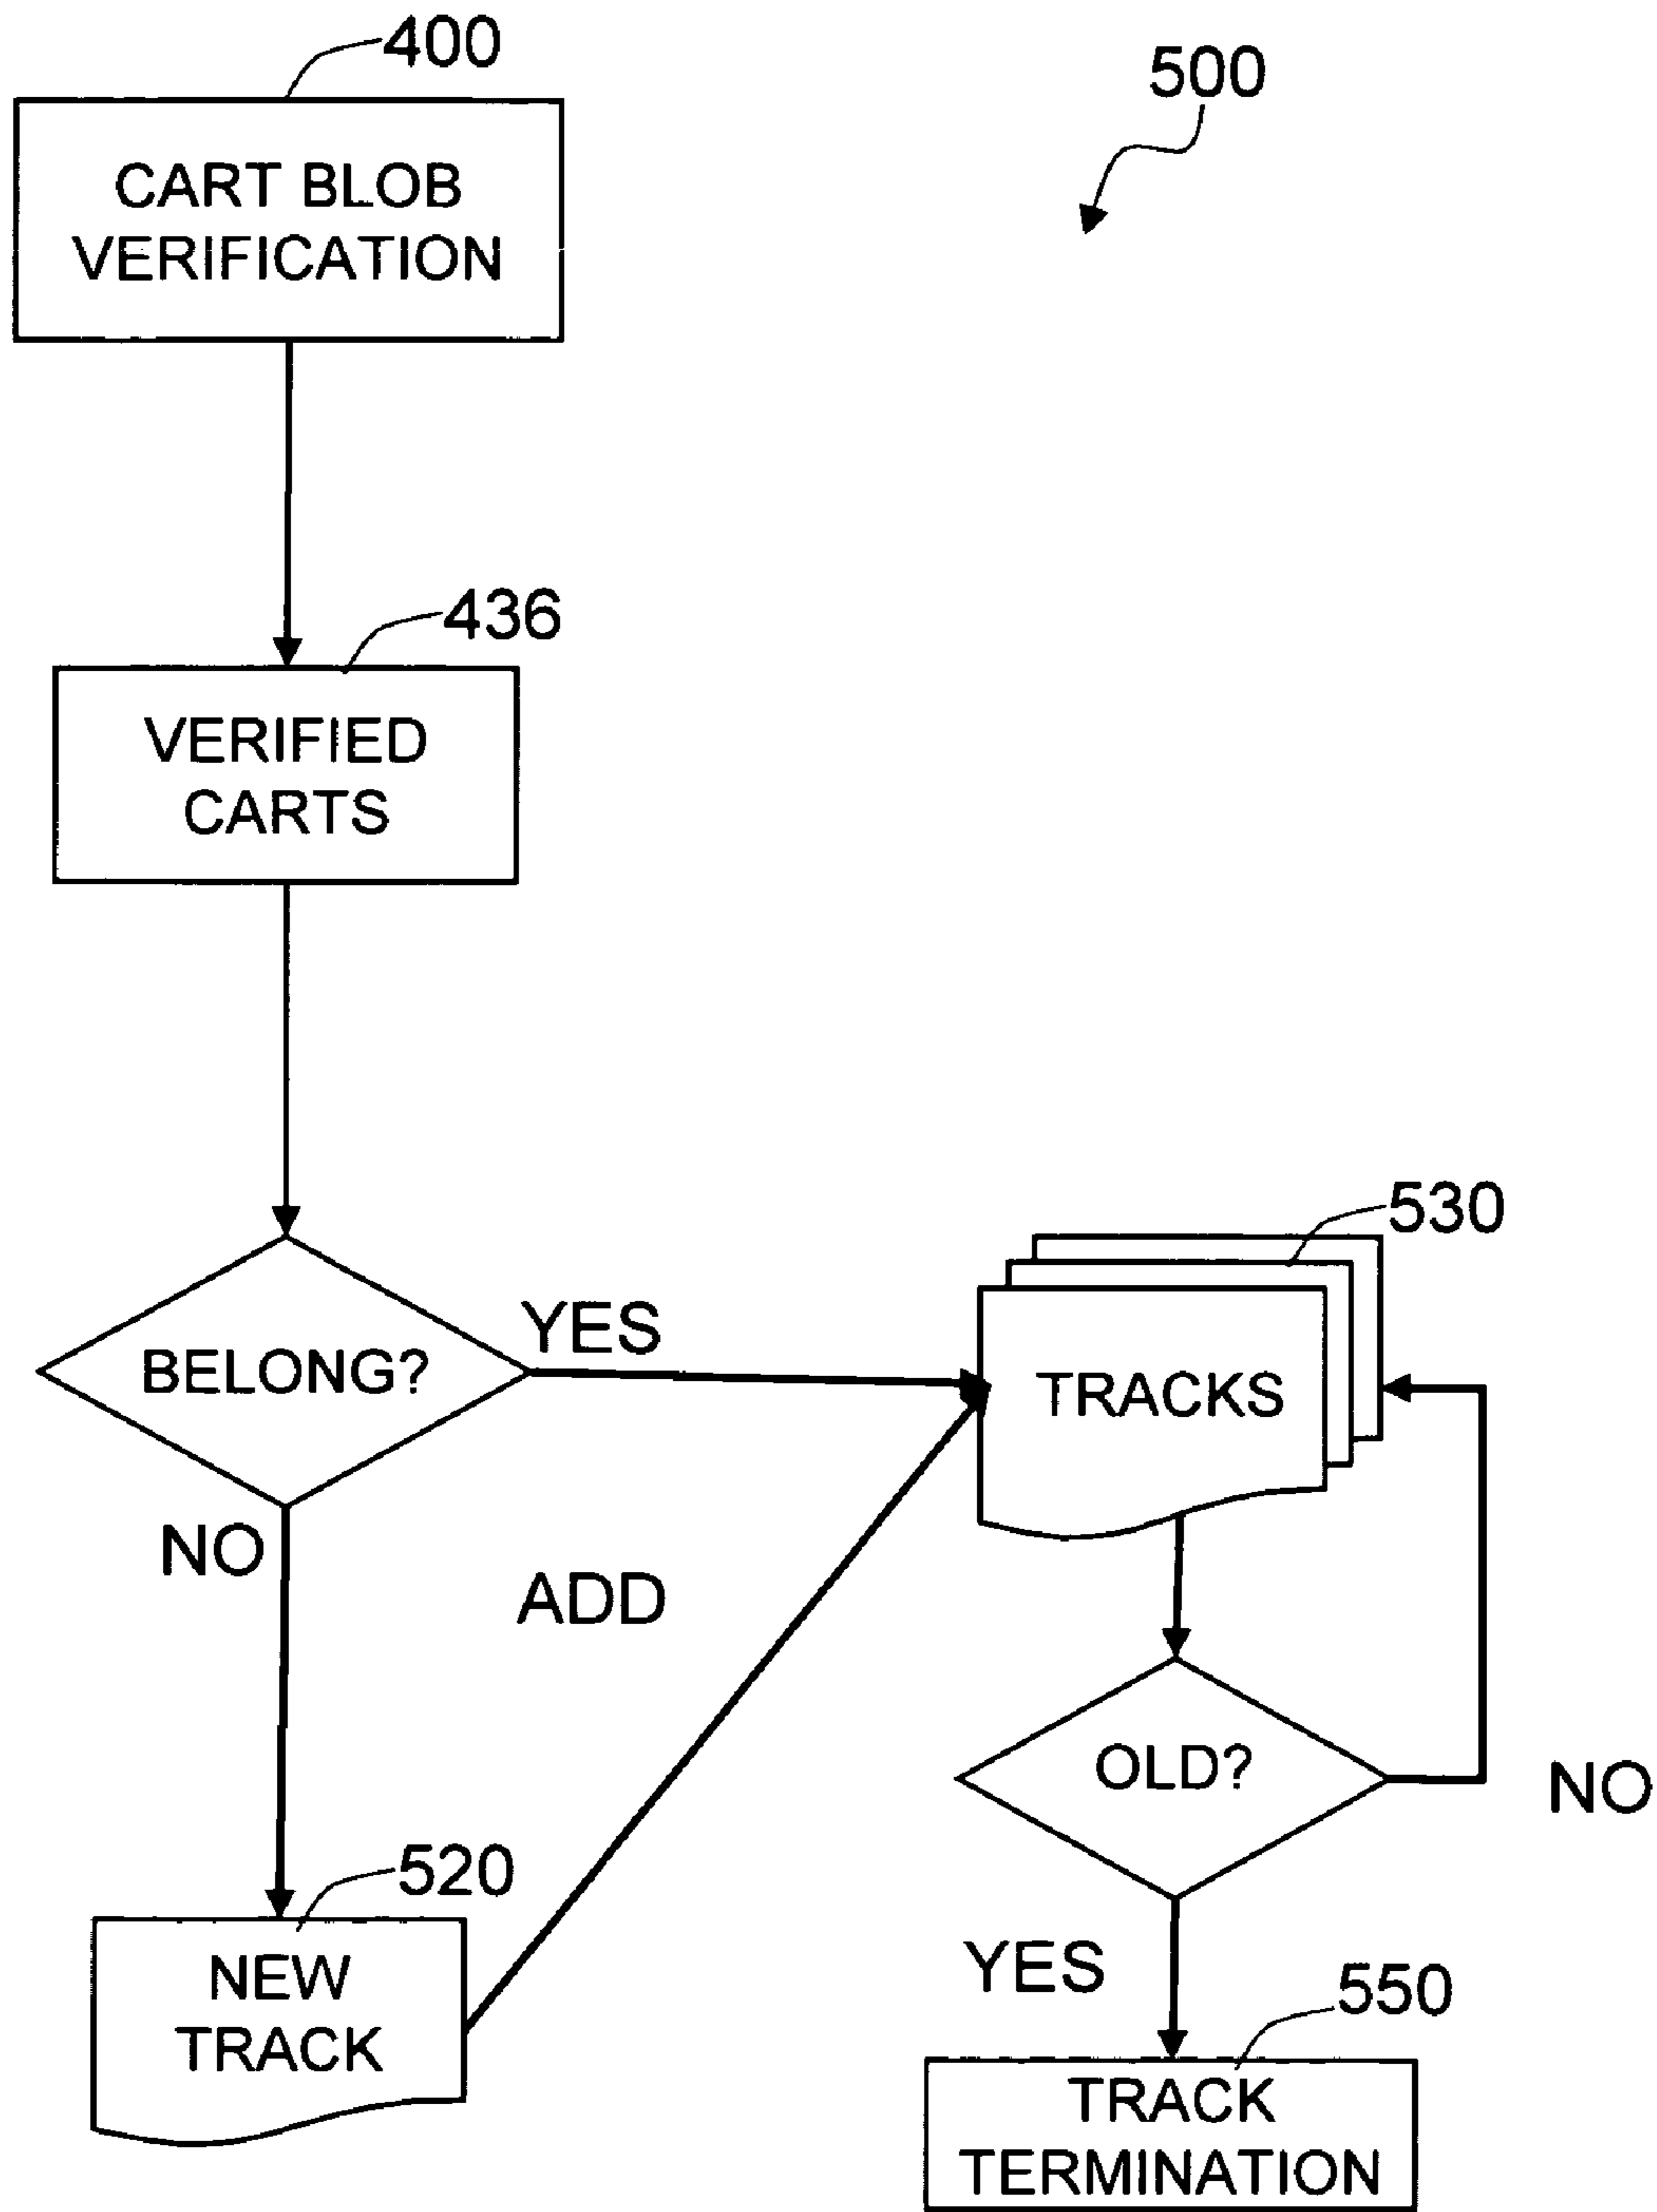 400
500
CART BLOB
VERIFICATION
436
VERIFIED
CARTS
530
BELONG?
YES
TRACKS
NO
ADD
OLD?
NO
520
NEW
TRACK
YES
550
TRACK
TERMINATION